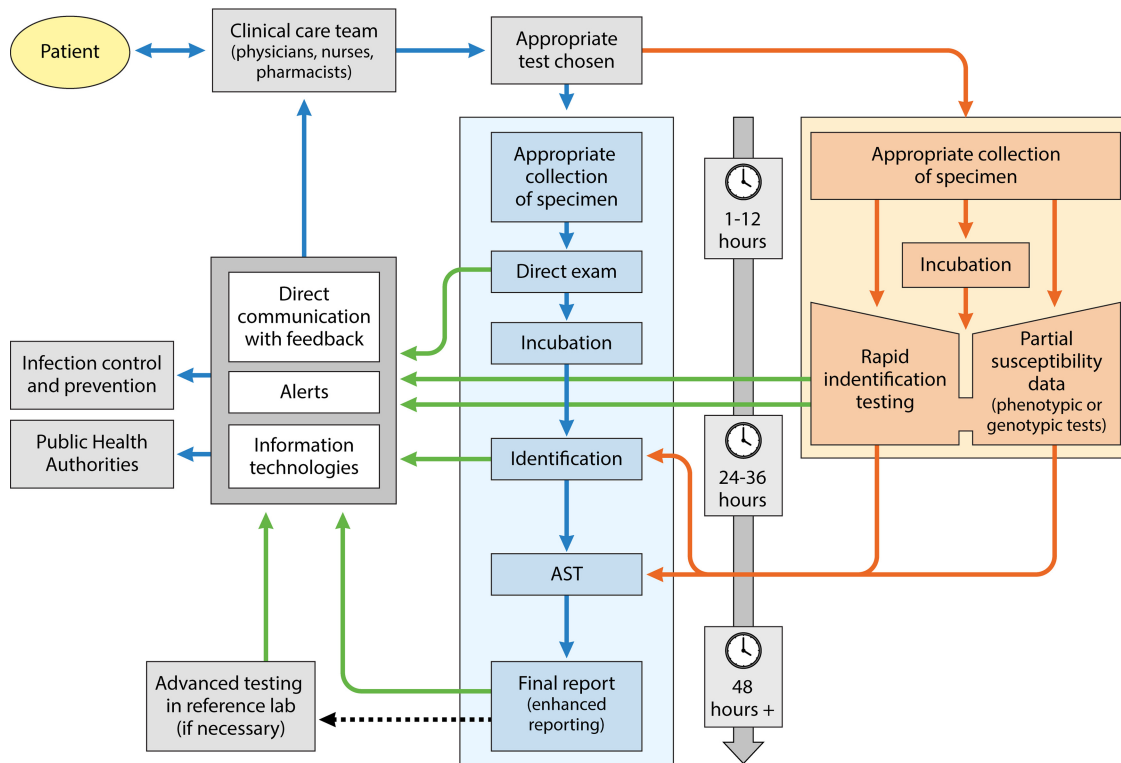 Patient
Clinical care team
(physicians, nurses,
pharmacists)
Appropriate
test chosen
Appropriate
collection
of specimen
Direct exam
Incubation
Identification
AST
Final report
(enhanced
reporting)
1-12
hours
24-36
hours
48
hours +
Appropriate collection
of specimen
Incubation
Rapid
indentification
testing
Partial
susceptibility
data
(phenotypic or
genotypic tests)
Direct
communication
with feedback
Alerts
Information
technologies
Infection control
and prevention
Public Health
Authorities
Advanced testing
in reference lab
(if necessary)